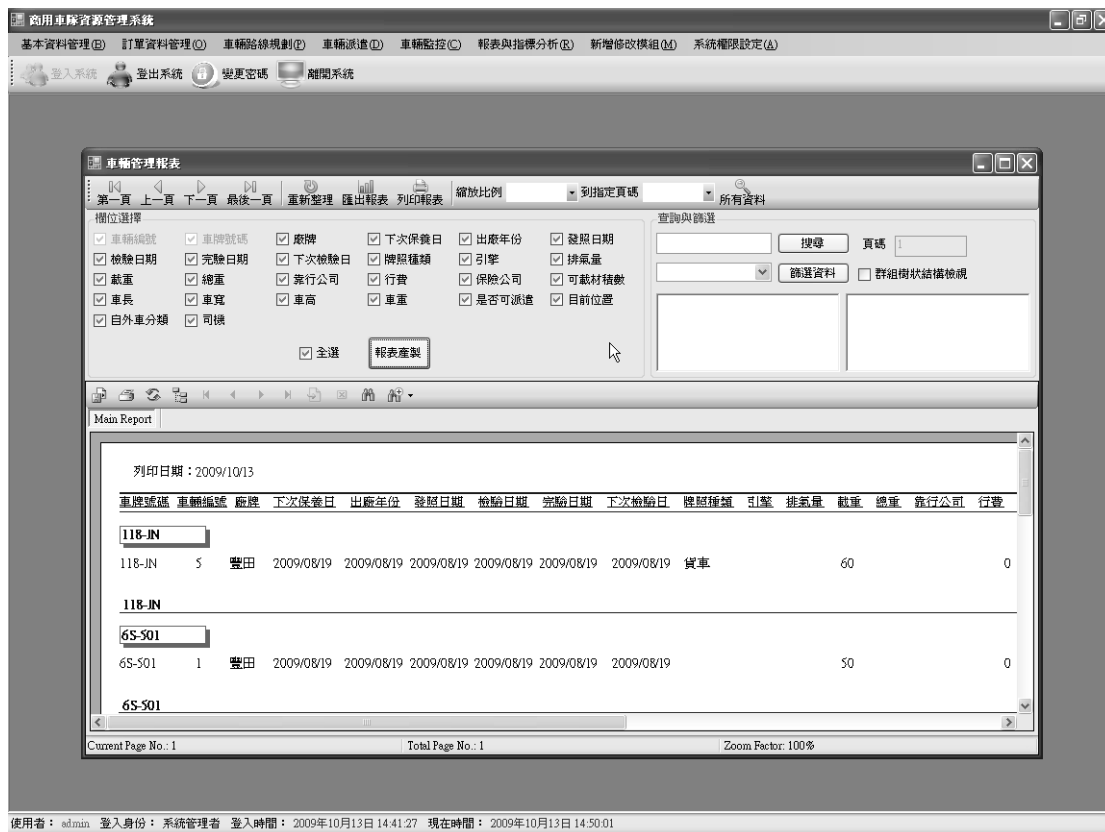 商用車隊資源管理系統
基本資料管理(B) 訂單資料管理(O) 車輛路線規劃(P) 車輛派遣(D) 車輛監控(C) 報表與指標分析(R) 新增修改模組(M) 系統權限設定(A)
登入系統 登出系統 變更密碼 離開系統
車輛管理報表
第一頁 上一頁 下一頁 最後一頁 重新整理 匯出報表 列印報表 縮放比例 到指定頁碼 所有資料
欄位選擇 查詢與篩選
車輛編號 車牌號碼 廠牌 下次保養日 出廠年份 發照日期 搜尋 頁碼 1
檢驗日期 完驗日期 下次檢驗日 牌照種類 引擎 排氣量
載重 總重 靠行公司 行費 保險公司 可載材積數 篩選資料 群組樹狀結構檢視
車長 車寬 車高 車重 是否可派遣 目前位置
自外車分類 司機
全選 報表產製
Main Report
列印日期：2009/10/13
車牌號碼 車輛編號 廠牌 下次保養日 出廠年份 發照日期 檢驗日期 完驗日期 下次檢驗日 牌照種類 引擎 排氣量 載重 總重 靠行公司 行費
118-JN
118-JN 5 豐田 2009/08/19 2009/08/19 2009/08/19 2009/08/19 2009/08/19 2009/08/19 貨車 60 0
118-JN
6S-501
6S-501 1 豐田 2009/08/19 2009/08/19 2009/08/19 2009/08/19 2009/08/19 2009/08/19 50 0
6S-501
Current Page No.: 1 Total Page No.: 1 Zoom Factor: 100%
使用者： admin 登入身份： 系統管理者 登入時間： 2009年10月13日 14:41:27 現在時間： 2009年10月13日 14:50:01